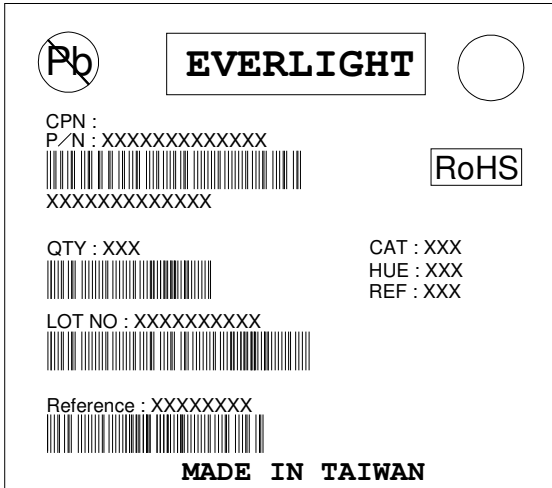 Pb
EVERLIGHT
CPN :
P/N : XXXXXXXXXXXXX
RoHS
XXXXXXXXXXXXX
QTY : XXX
CAT : XXX
HUE : XXX
REF : XXX
LOT NO : XXXXXXXXXX
Reference : XXXXXXXX
MADE IN TAIWAN